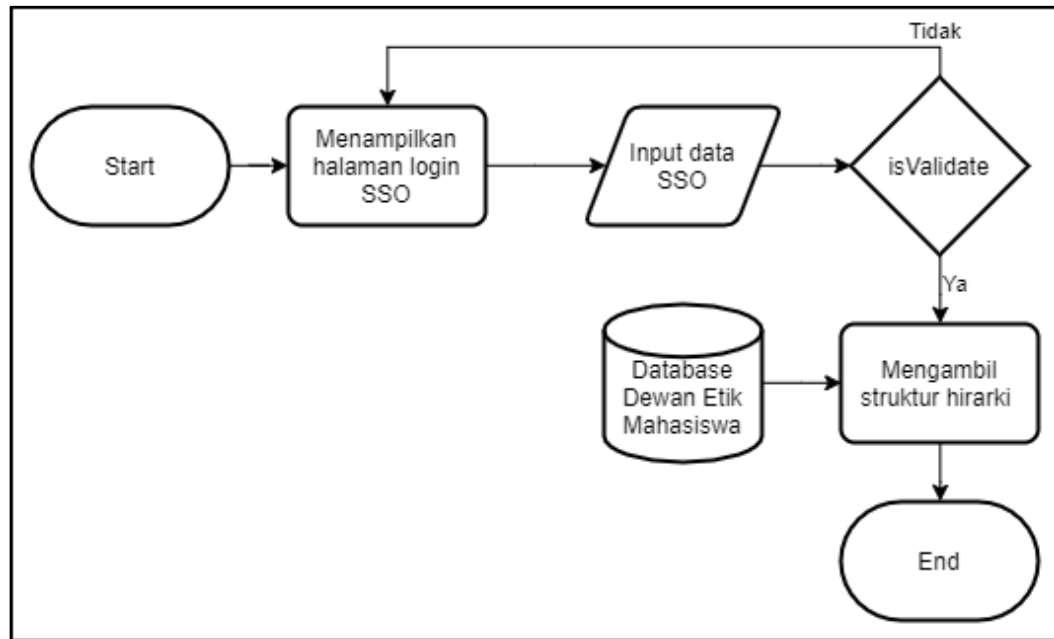 Tidak
Start
Menampilkan
halaman login
SSO
Input data
SSO
isValidate
Ya
Database
Dewan Etik
Mahasiswa
Mengambil
struktur hirarki
End